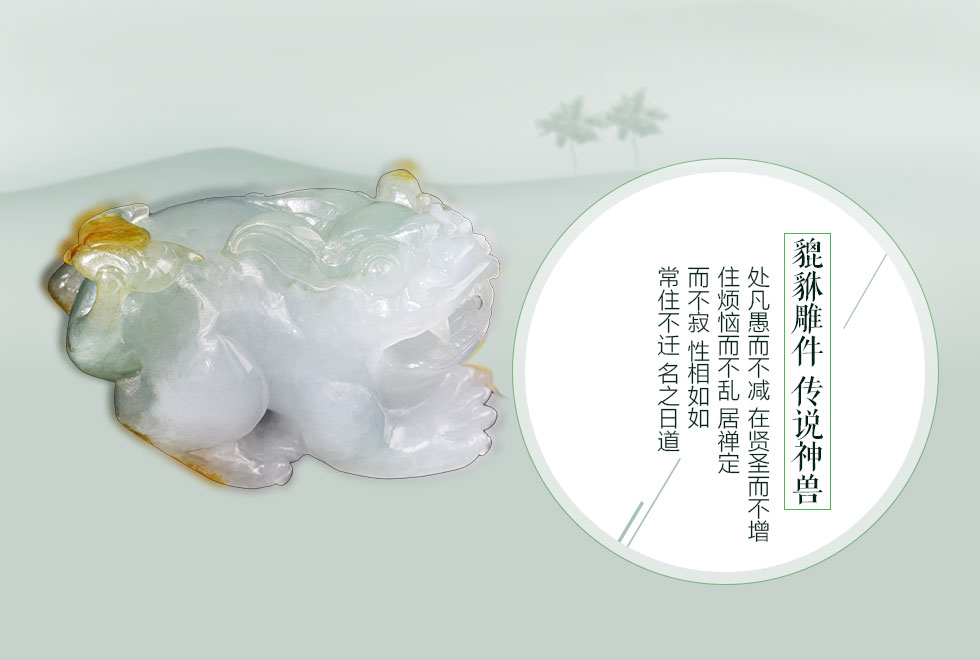 貔貅雕件 传说神兽
处凡愚而不减 在贤圣而不增
住烦恼而不乱 居禅定
而不寂 性相如如
常住不迁 名之日道